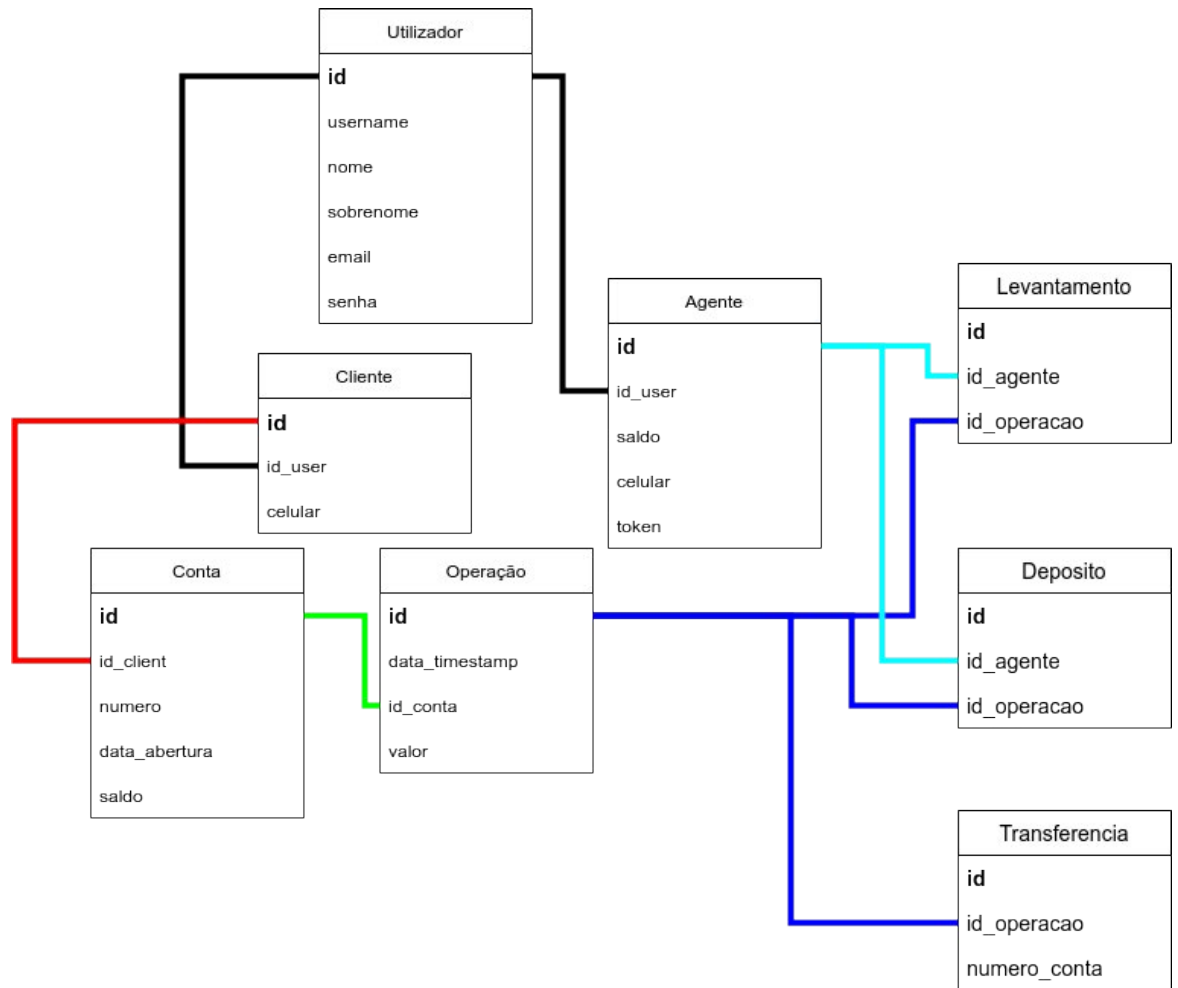 Utilizador
id
username
nome
sobrenome
email
senha
Cliente
id
id_user
celular
Agente
id
id_user
saldo
celular
token
Levantamento
id
id_agente
id_operacao
Conta
id
id_client
numero
data_abertura
saldo
Operação
id
data_timestamp
id_conta
valor
Deposito
id
id_agente
id_operacao
Transferencia
id
id_operacao
numero_conta